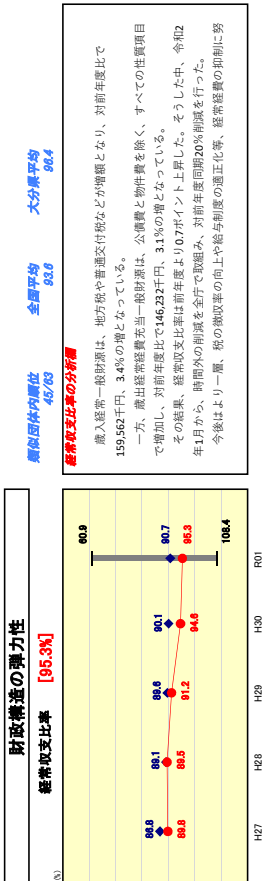 財政構造の弾力性
経常収支比率 [95.3%]
(%)
60.9
86.8
89.1
89.6
90.1
90.7
89.8
89.5
91.2
94.6
95.3
108.4
H27
H28
H29
H30
R01
類似団体内順位
45/63
全国平均
93.6
大分県平均
96.4
経常収支比率の分析欄
歳入経常一般財源は、地方税や普通交付税などが増額となり、対前年度比で
159,562千円、3.4%の増となっている。
一方、歳出経常経費充当一般財源は、公債費と物件費を除く、すべての性質項目
で増加し、対前年度比で146,232千円、3.1%の増となっている。
その結果、経常収支比率は前年度より0.7ポイント上昇した。そうした中、令和2
年1月から、時間外の削減を全庁で取組み、対前年度同期20%削減を行った。
今後はより一層、税の徴収率の向上や給与制度の適正化等、経常経費の抑制に努